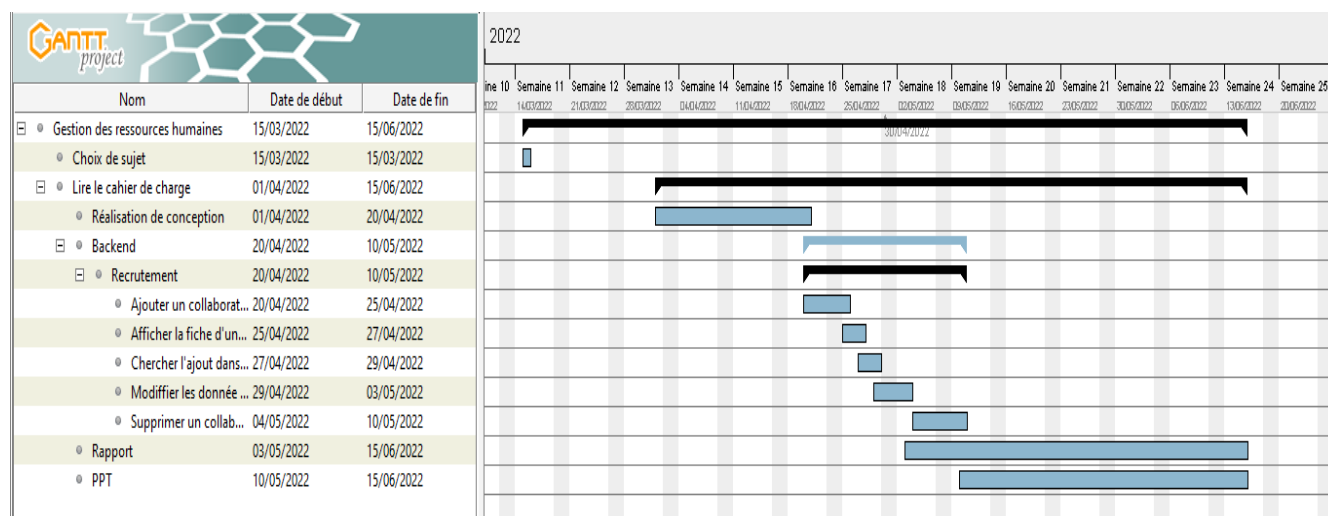 GANTT
project
2022
ine 10 Semaine 11 Semaine 12 Semaine 13 Semaine 14 Semaine 15 Semaine 16 Semaine 17 Semaine 18 Semaine 19 Semaine 20 Semaine 21 Semaine 22 Semaine 23 Semaine 24 Semaine 25
2022 14/03/2022 21/03/2022 28/03/2022 04/04/2022 11/04/2022 18/04/2022 25/04/2022 02/05/2022 09/05/2022 16/05/2022 23/05/2022 30/05/2022 06/06/2022 13/06/2022 20/06/2022
Nom Date de début Date de fin
Gestion des ressources humaines 15/03/2022 15/06/2022
30/04/2022
Choix de sujet 15/03/2022 15/03/2022
Lire le cahier de charge 01/04/2022 15/06/2022
Réalisation de conception 01/04/2022 20/04/2022
Backend 20/04/2022 10/05/2022
Recrutement 20/04/2022 10/05/2022
Ajouter un collaborat... 20/04/2022 25/04/2022
Afficher la fiche d'un... 25/04/2022 27/04/2022
Chercher l'ajout dans... 27/04/2022 29/04/2022
Modiffier les donnée ... 29/04/2022 03/05/2022
Supprimer un collab... 04/05/2022 10/05/2022
Rapport 03/05/2022 15/06/2022
PPT 10/05/2022 15/06/2022